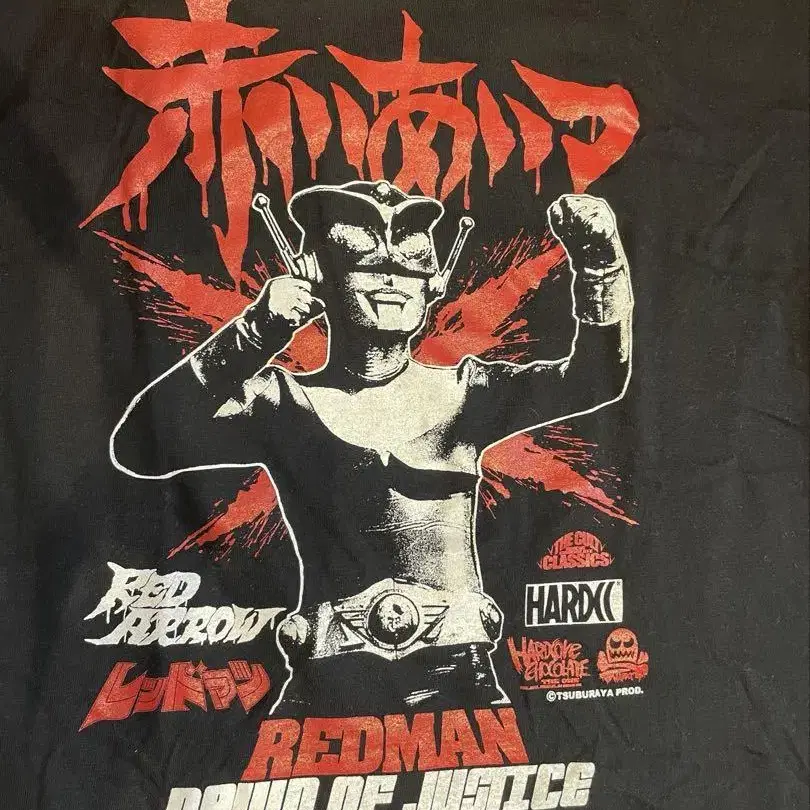 赤いあいつ
RED
ARROW
レッドマン
THE CULT
CLASSICS
HARDCC
HARDCORE
CHOCOLATE
©TSUBURAYA PROD.
REDMAN
DAWN OF JUSTICE